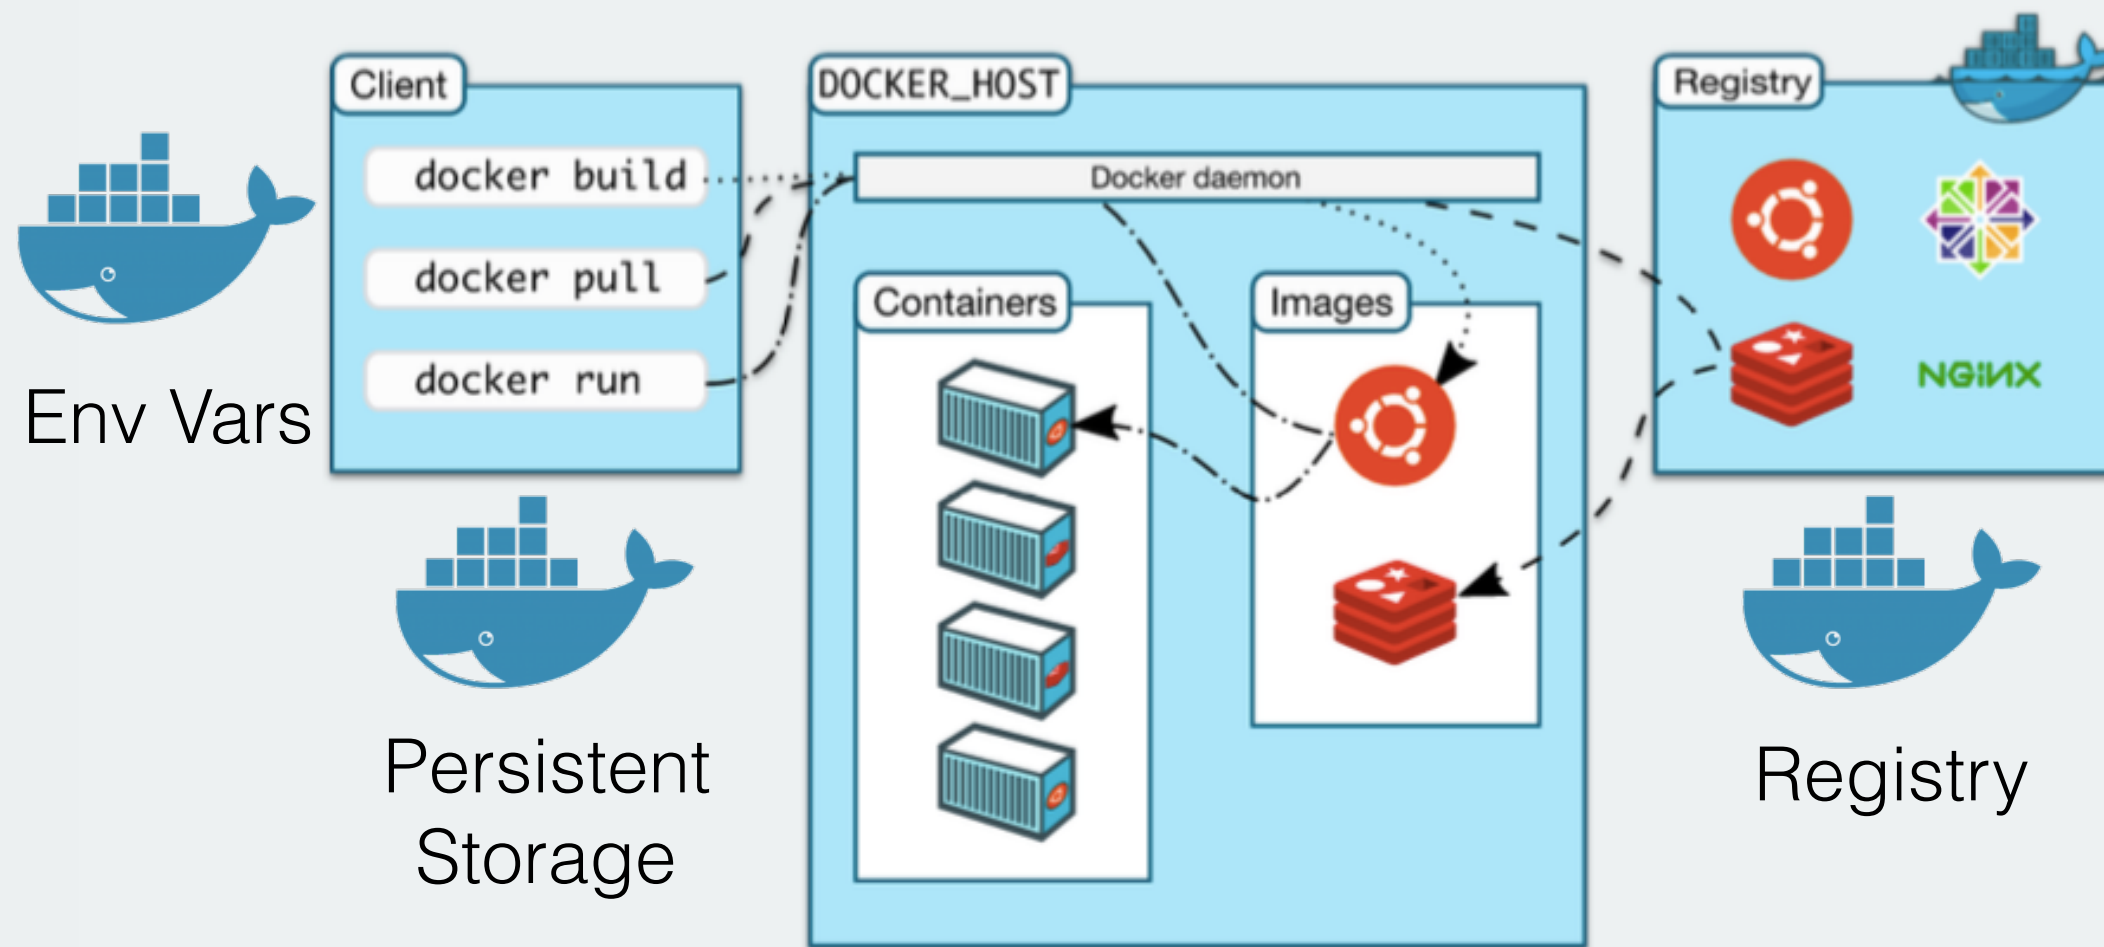 Client
docker build
docker pull
docker run
DOCKER_HOST
Docker daemon
Containers
Images
Registry
NGiNX
Env Vars
Persistent
Storage
Registry